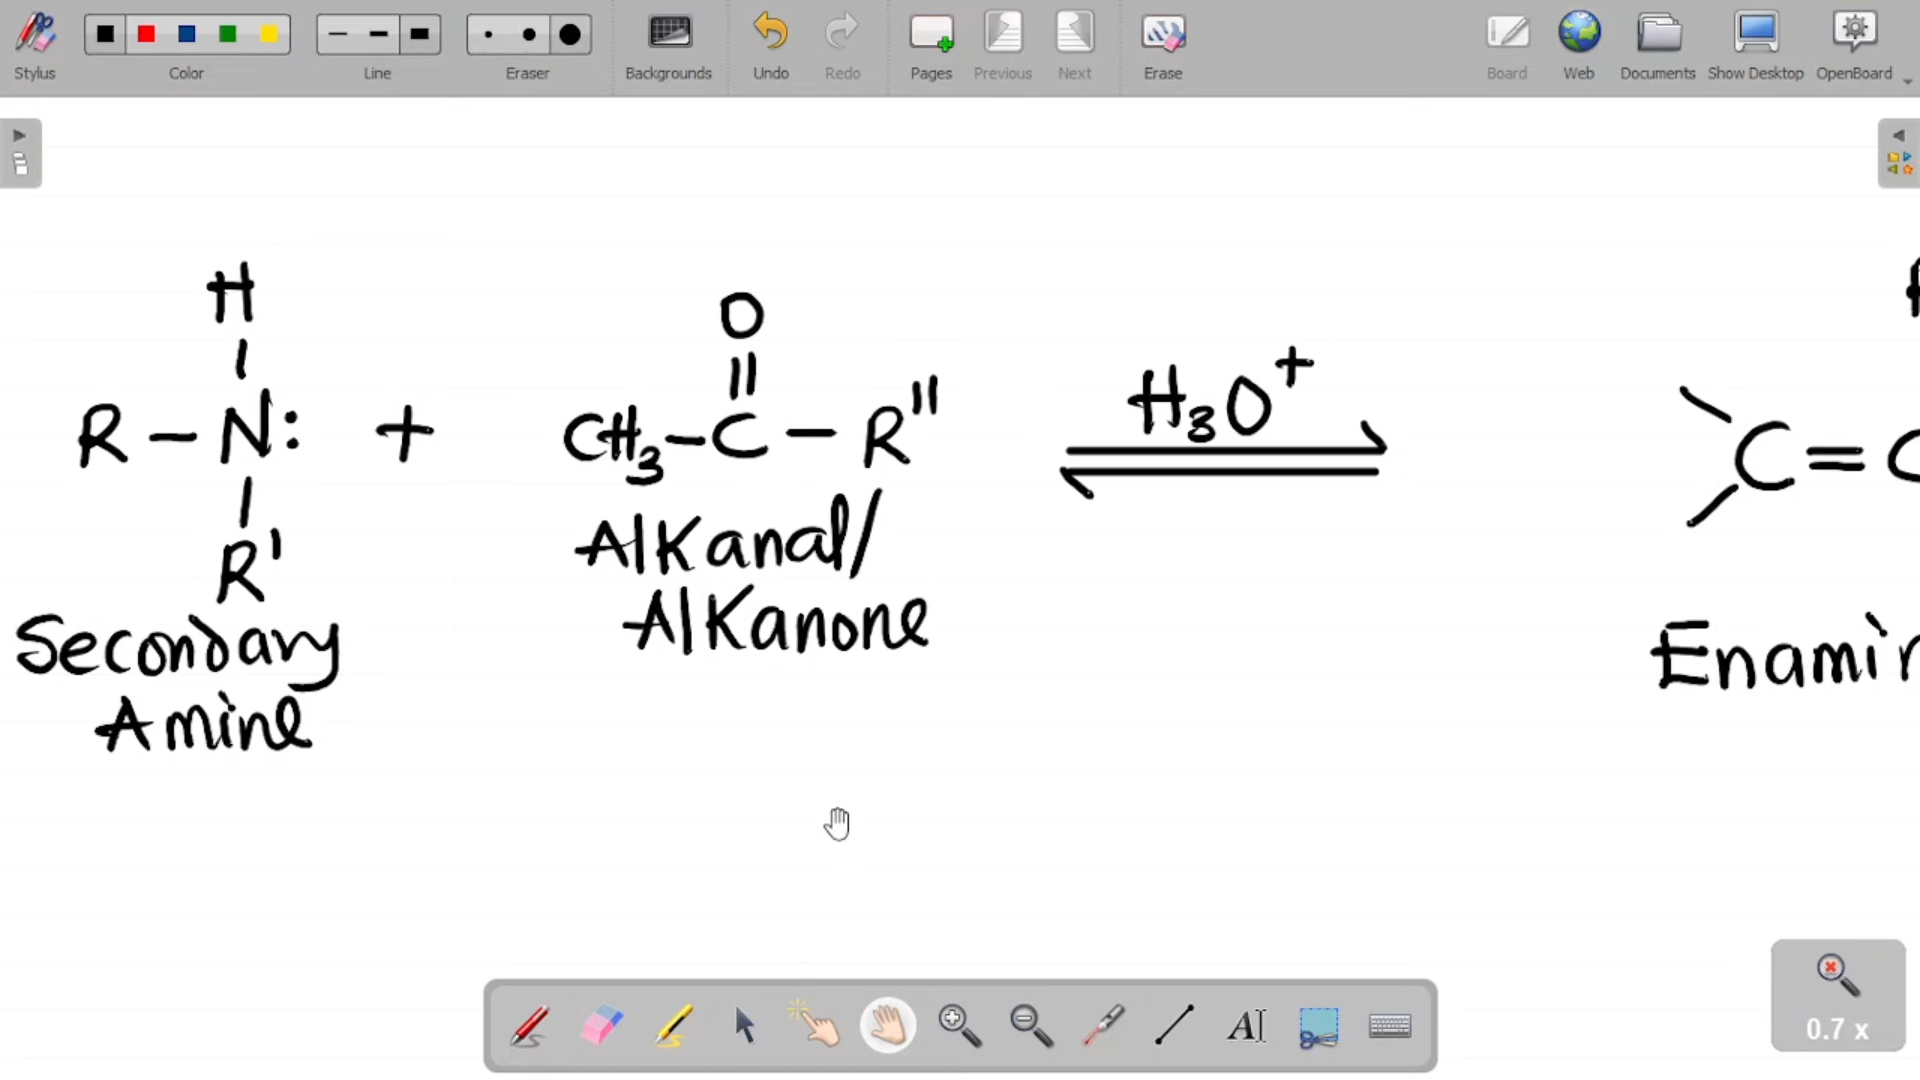 Stylus Color Line Eraser Backgrounds Undo Redo Pages Previous Next Erase Board Web Documents Show Desktop OpenBoard
H
R – N: + CH₃–C–R" ⇌ C=C
O
H₃O⁺
R'
Secondary
Amine
Alkanal/
Alkanone
Enamin
0.7 x